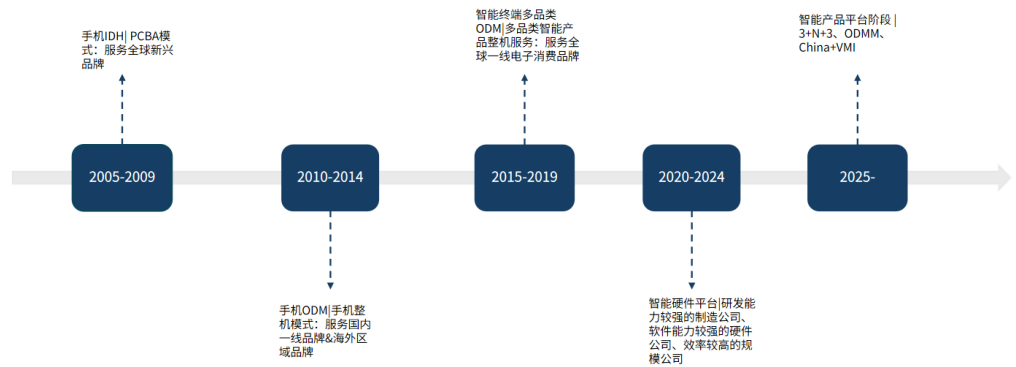 手机IDH| PCBA模
式：服务全球新兴
品牌
智能终端多品类
ODM|多品类智能产
品整机服务：服务全
球一线电子消费品牌
智能产品平台阶段 |
3+N+3、ODMM、
China+VMI
2005-2009
2010-2014
2015-2019
2020-2024
2025-
手机ODM|手机整
机模式：服务国内
一线品牌&海外区
域品牌
智能硬件平台|研发能
力较强的制造公司、
软件能力较强的硬件
公司、效率较高的规
模公司